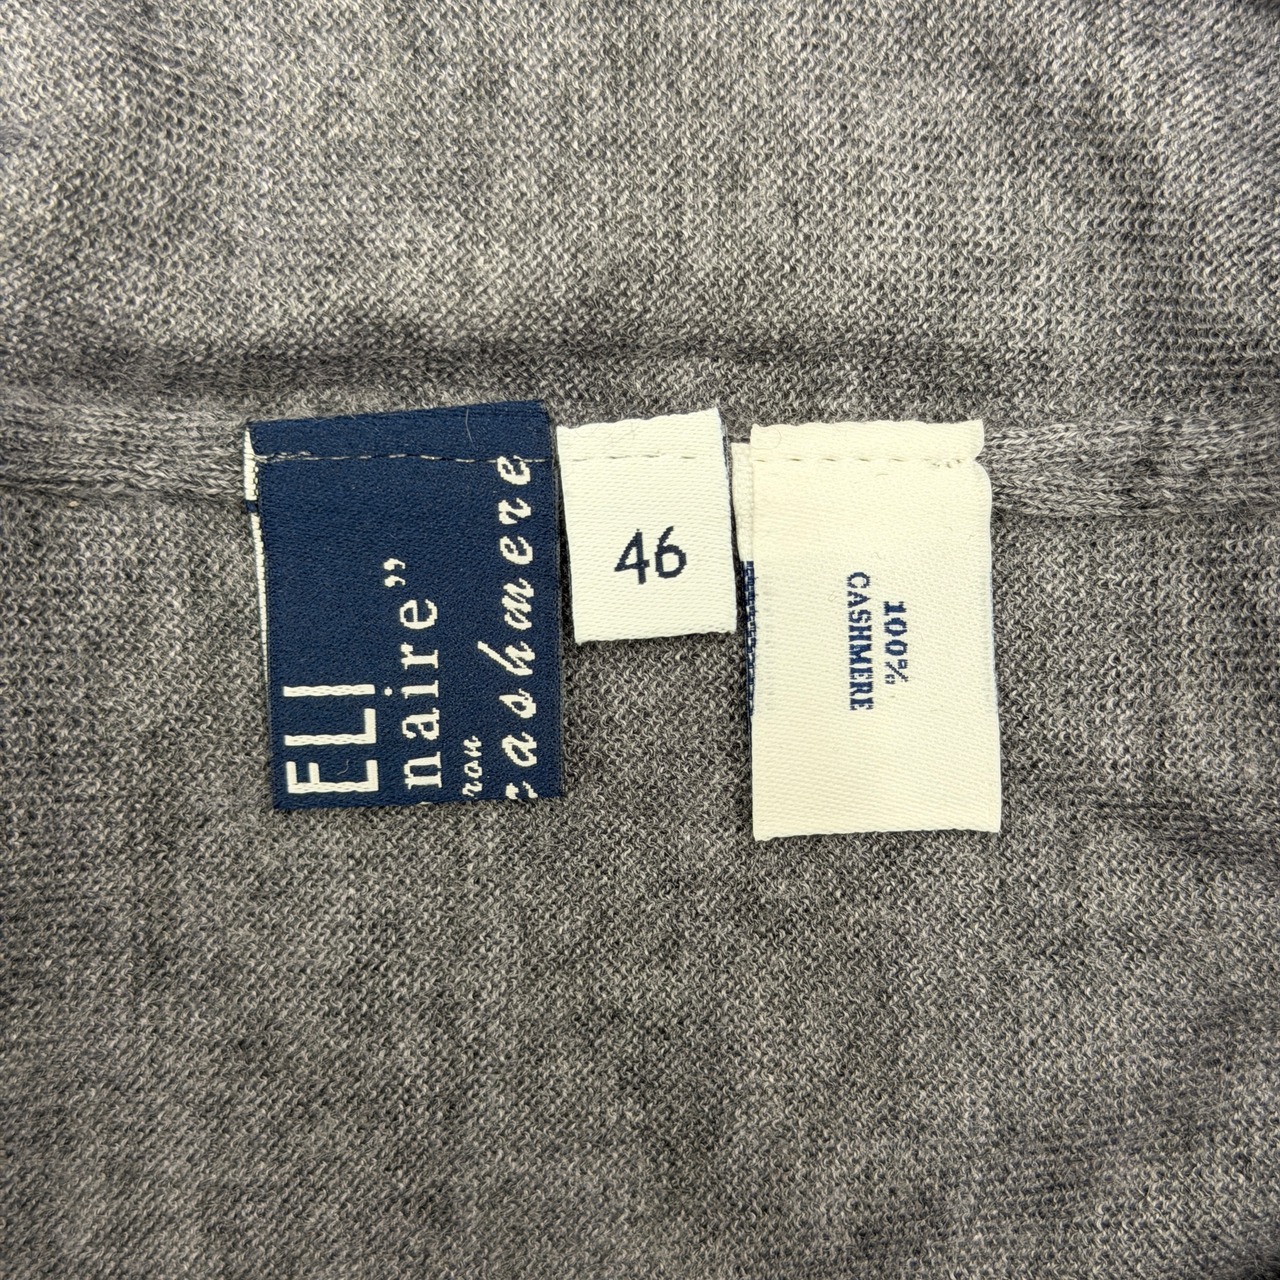 ELI
naire”
ron
cashmere
46
100%
CASHMERE